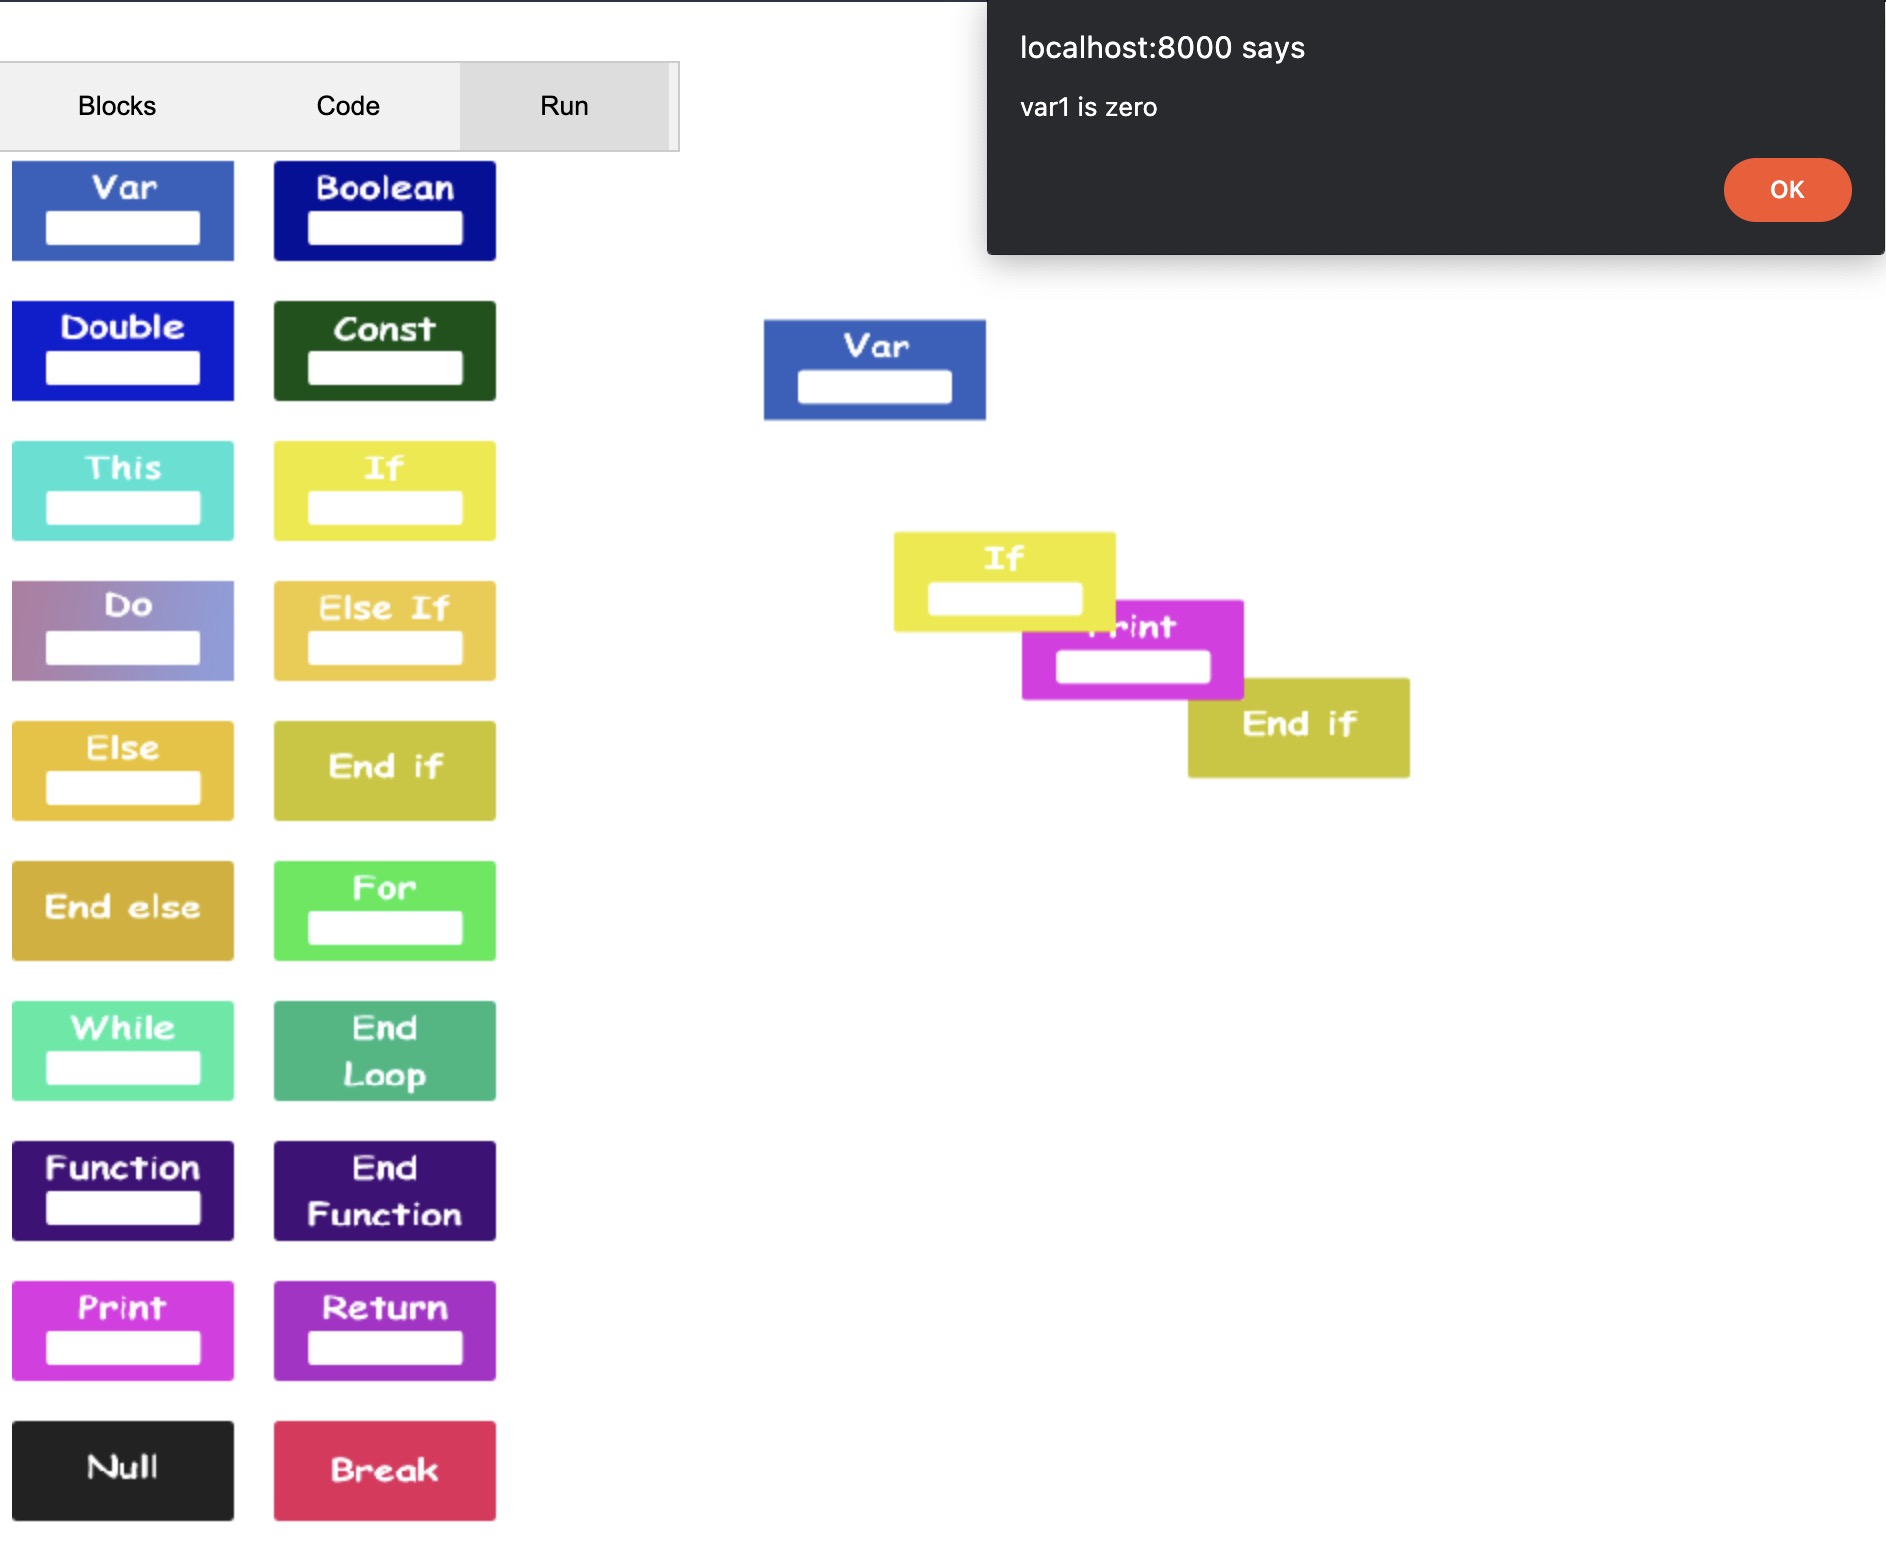 localhost:8000 says
var1 is zero
OK
Blocks Code Run
Var Boolean
Double Const
This If
Do Else If
Else End if
End else For
While End
Loop
Function End
Function
Print Return
Null Break
Var
If
Print
End if